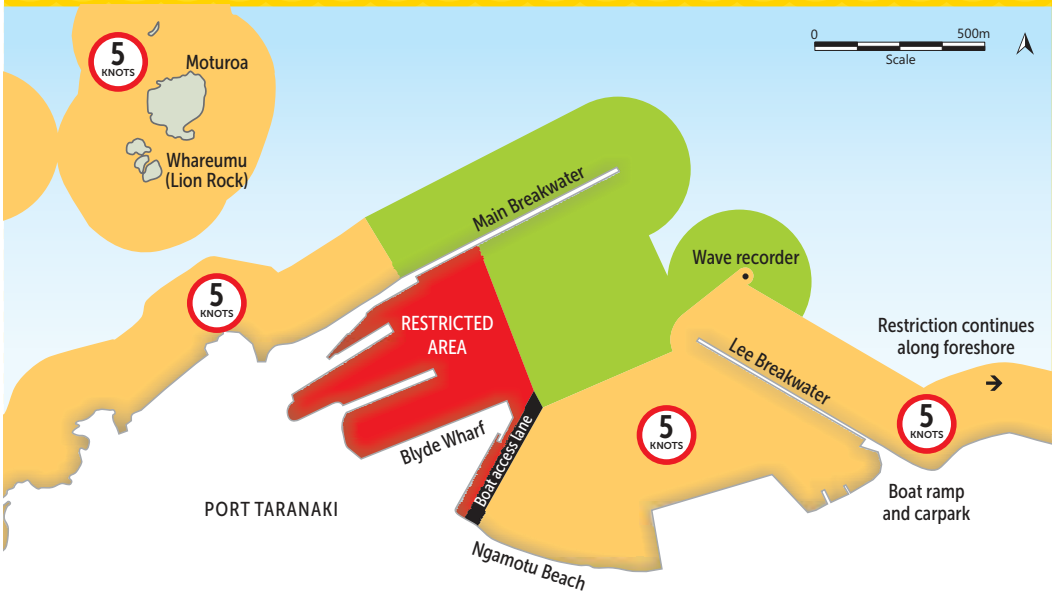 5
KNOTS
Moturoa
Whareumu
(Lion Rock)
0
500m
Scale
Main Breakwater
Wave recorder
5
KNOTS
RESTRICTED
AREA
Restriction continues
along foreshore
Lee Breakwater
5
KNOTS
5
KNOTS
Blyde Wharf
Boat access lane
PORT TARANAKI
Boat ramp
and carpark
Ngamotu Beach